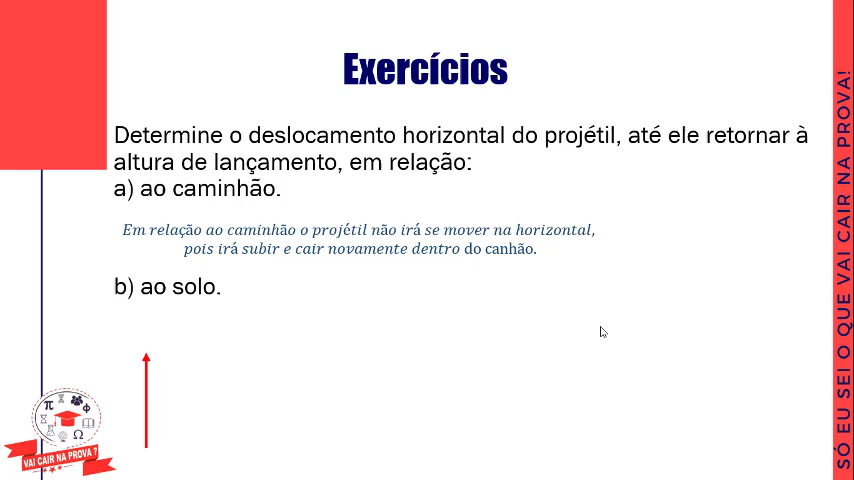 Exercícios
Determine o deslocamento horizontal do projétil, até ele retornar à
altura de lançamento, em relação:
a) ao caminhão.
Em relação ao caminhão o projétil não irá se mover na horizontal,
pois irá subir e cair novamente dentro do canhão.
b) ao solo.
π
Φ
Ω
VAI CAIR NA PROVA ?
SÓ EU SEI O QUE VAI CAIR NA PROVA!